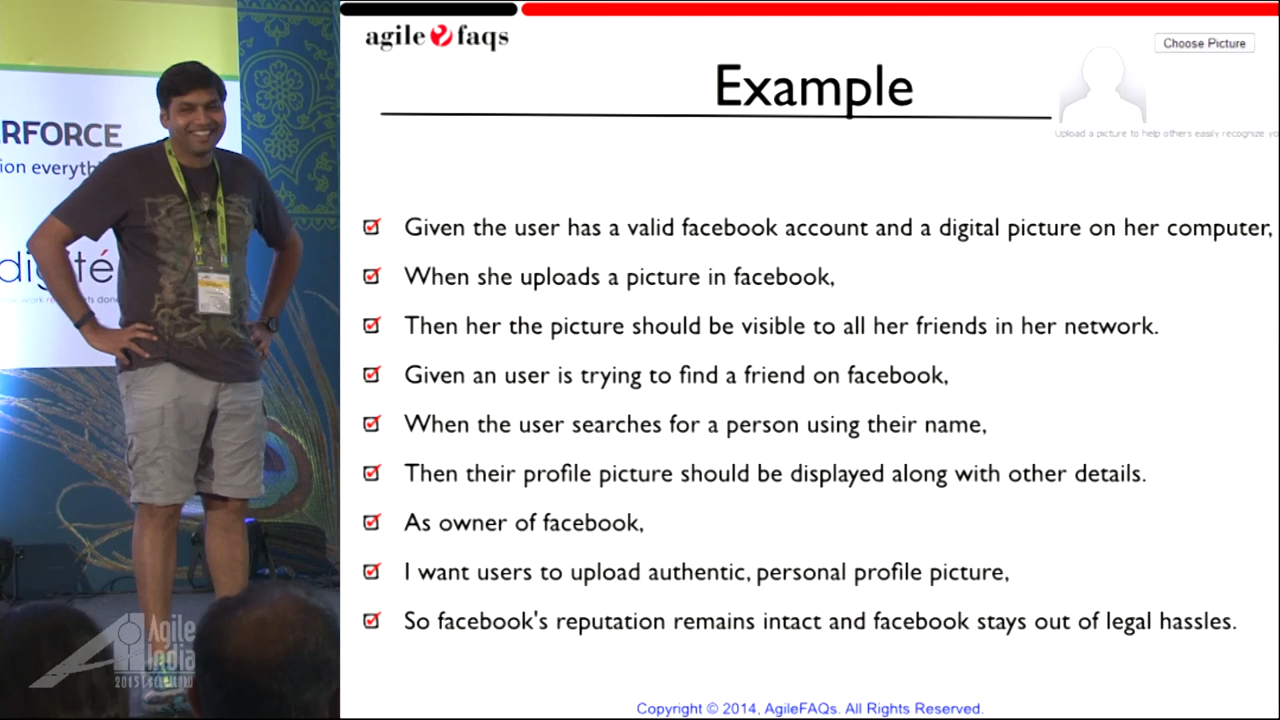 agile faqs
Choose Picture
Example
Upload a picture to help others easily recognize yo
Given the user has a valid facebook account and a digital picture on her computer,
When she uploads a picture in facebook,
Then her the picture should be visible to all her friends in her network.
Given an user is trying to find a friend on facebook,
When the user searches for a person using their name,
Then their profile picture should be displayed along with other details.
As owner of facebook,
I want users to upload authentic, personal profile picture,
So facebook's reputation remains intact and facebook stays out of legal hassles.
Copyright © 2014, AgileFAQs. All Rights Reserved.
ERFORCE
ion everyth
digité
Agile
India
2015